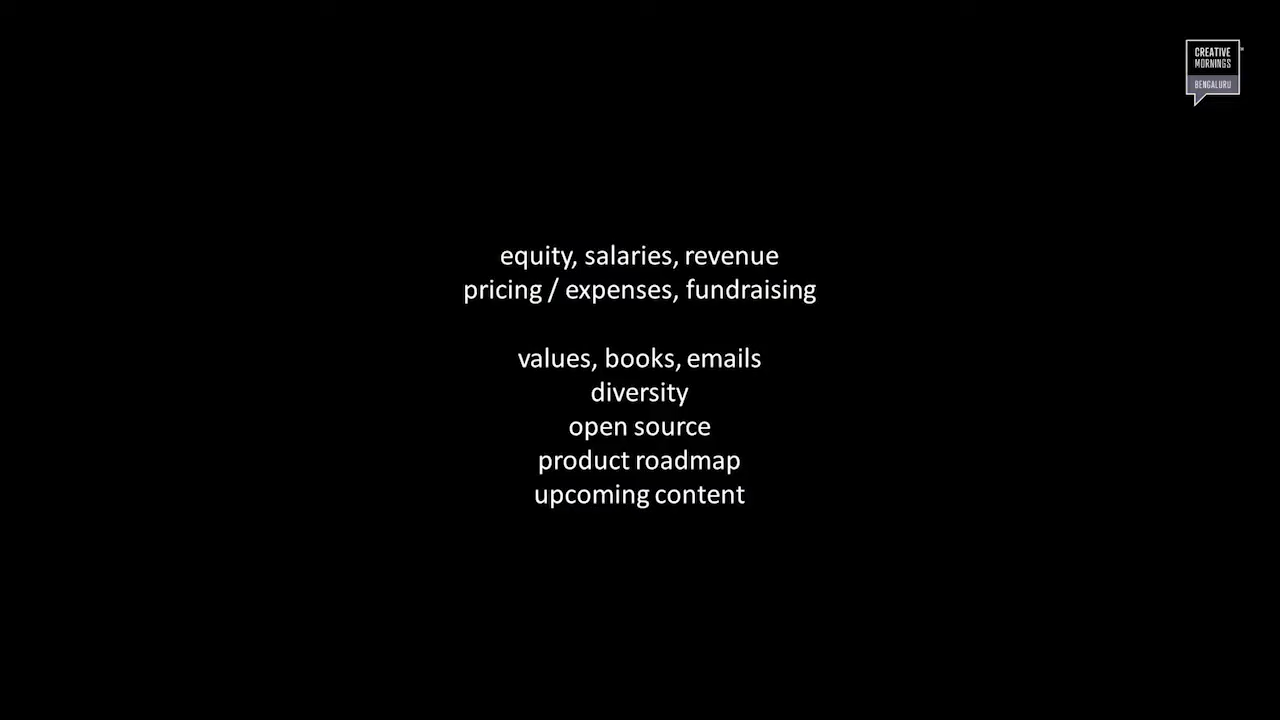 CREATIVE
MORNINGS
BENGALURU
equity, salaries, revenue
pricing / expenses, fundraising
values, books, emails
diversity
open source
product roadmap
upcoming content